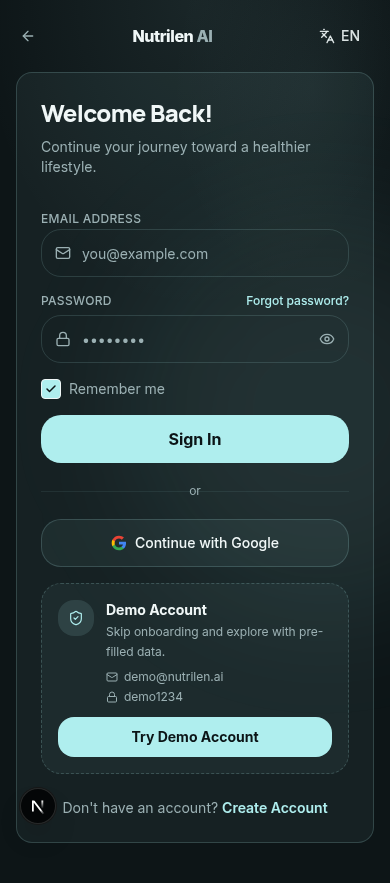 Nutrilen AI
EN
Welcome Back!
Continue your journey toward a healthier
lifestyle.
EMAIL ADDRESS
you@example.com
PASSWORD
Forgot password?
••••••••
Remember me
Sign In
or
Continue with Google
Demo Account
Skip onboarding and explore with pre-
filled data.
demo@nutrilen.ai
demo1234
Try Demo Account
N
Don't have an account? Create Account